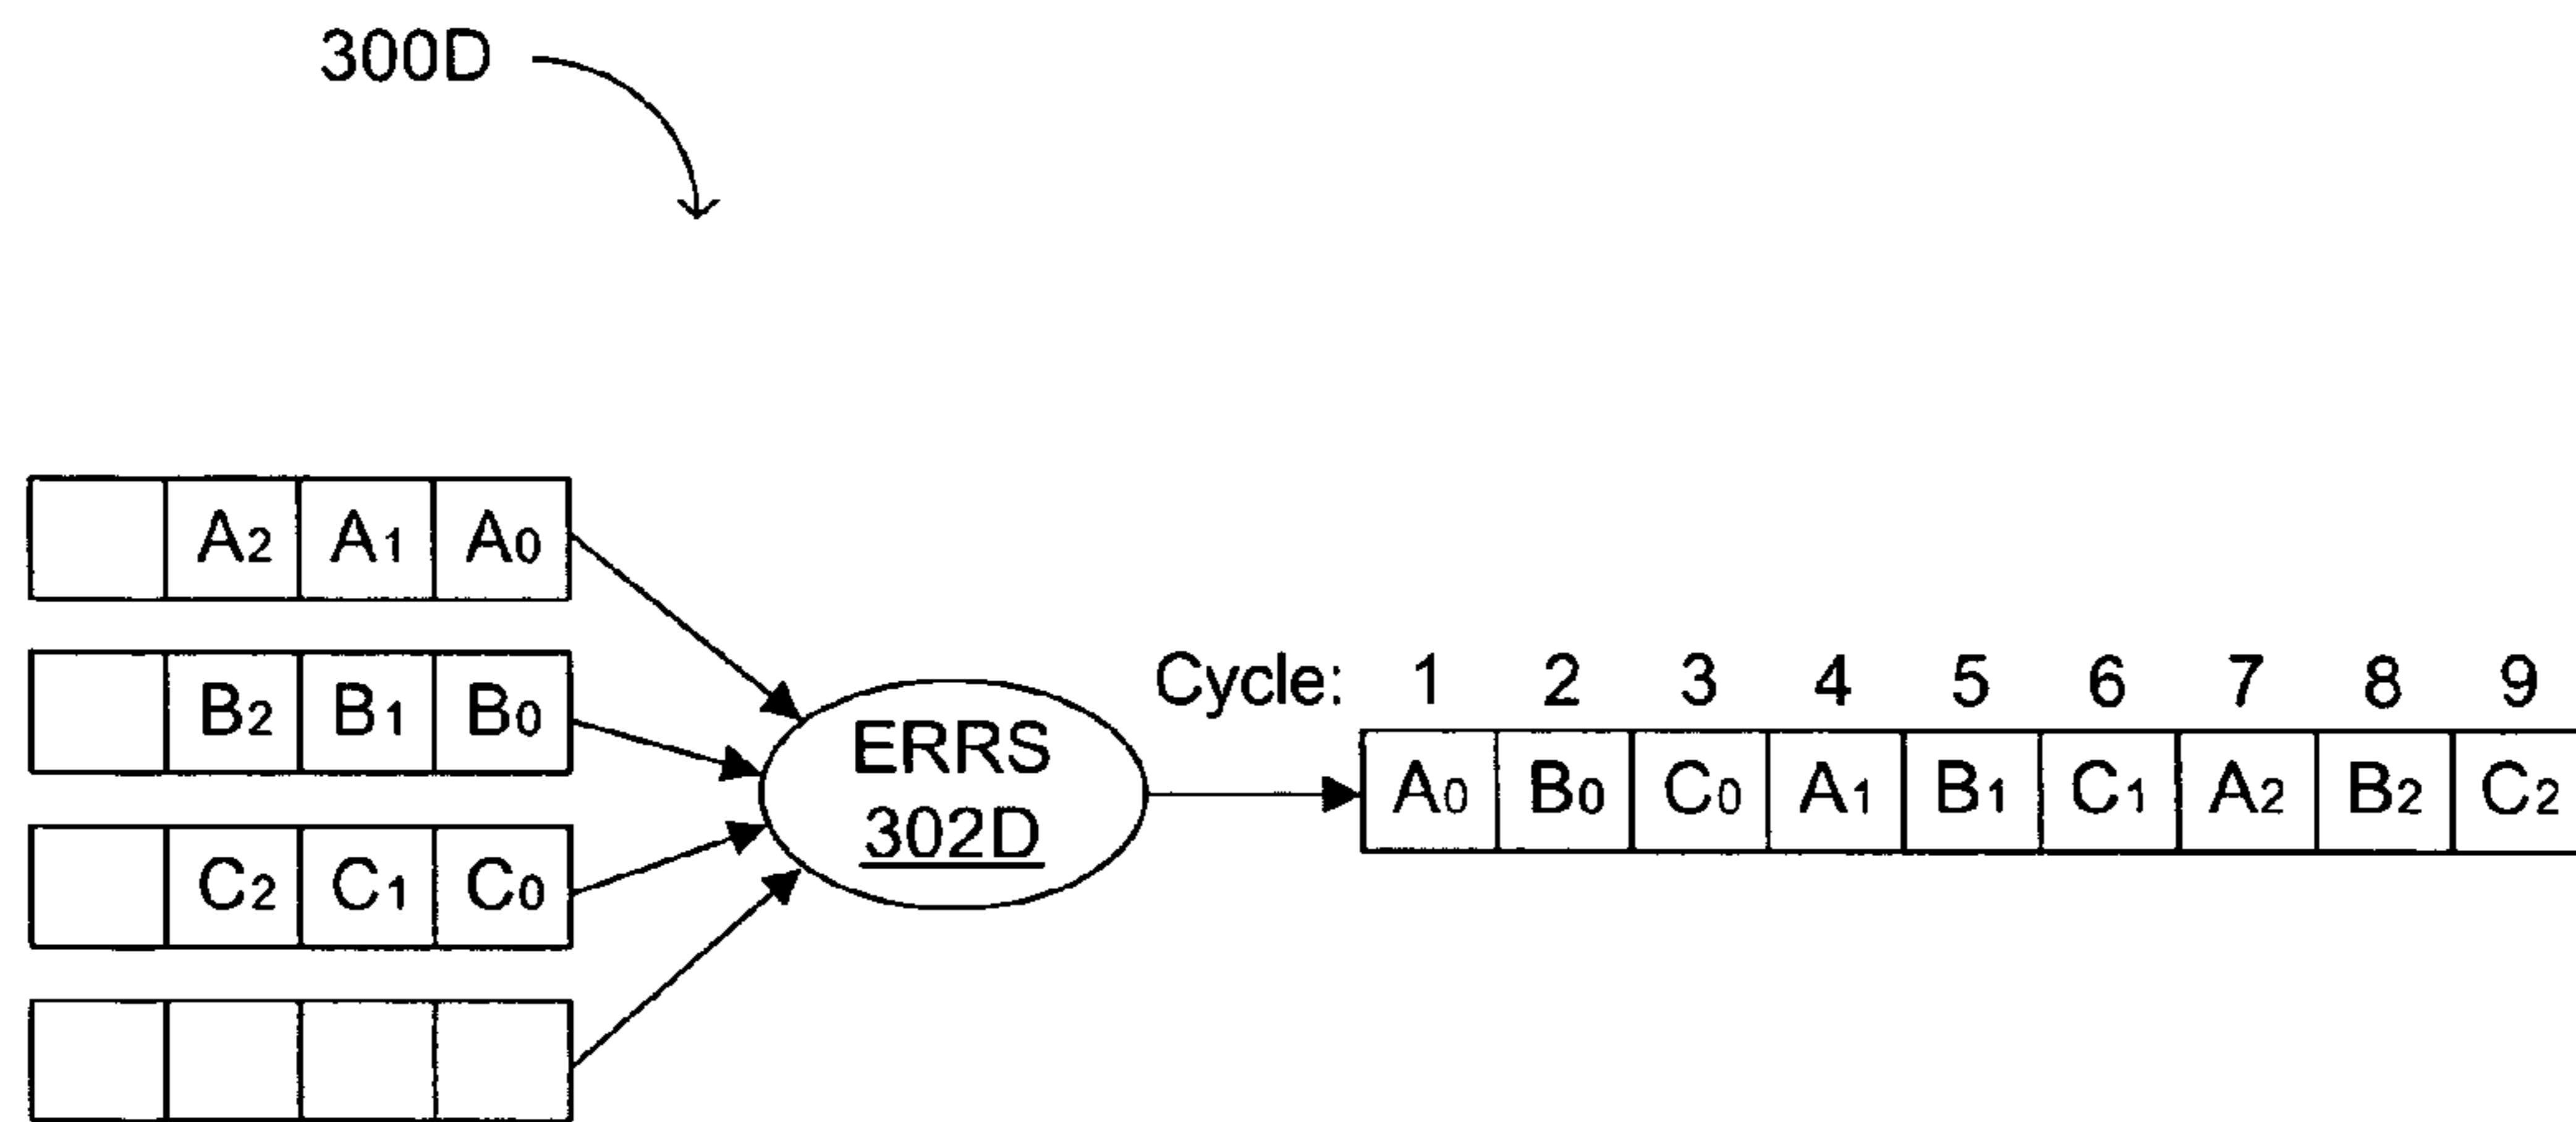 300D
A2 A1 A0
B2 B1 B0
C2 C1 C0
ERRS
302D
Cycle: 1 2 3 4 5 6 7 8 9
A0 B0 C0 A1 B1 C1 A2 B2 C2